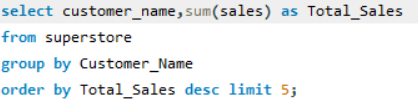 select customer_name,sum(sales) as Total_Sales
from superstore
group by Customer_Name
order by Total_Sales desc limit 5;